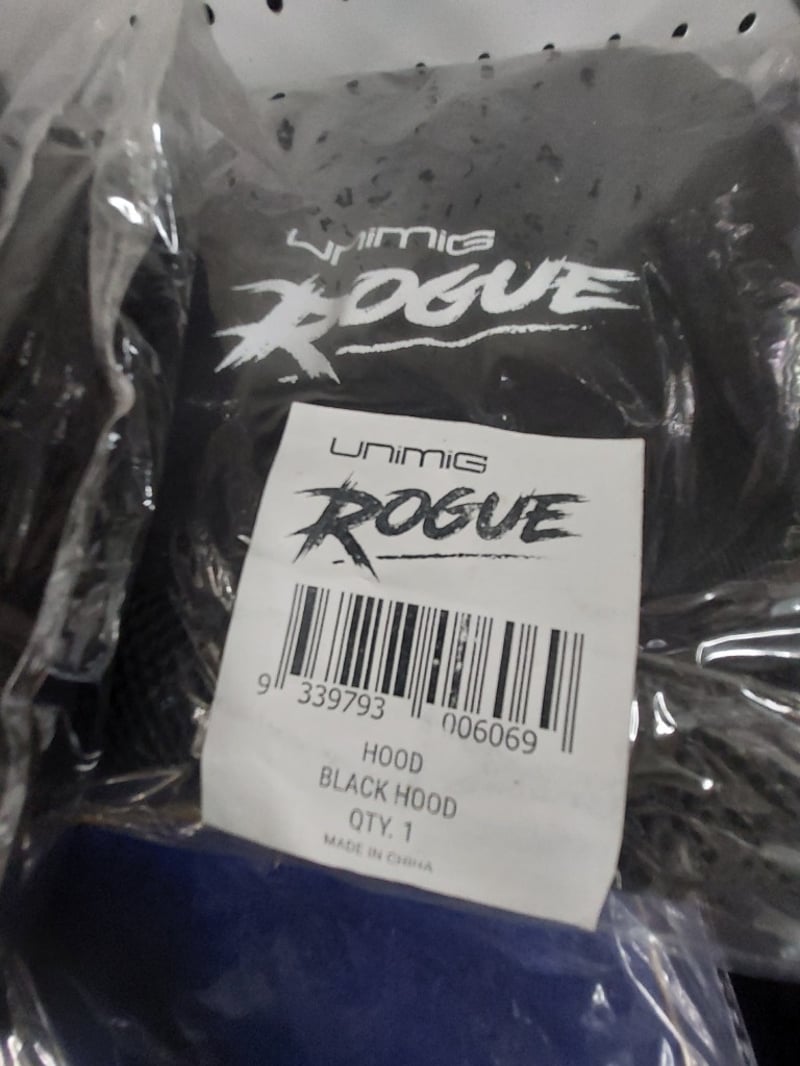 UNiMiG
ROGUE
UNiMiG
ROGUE
9 339793 006069
HOOD
BLACK HOOD
QTY. 1
MADE IN CHINA